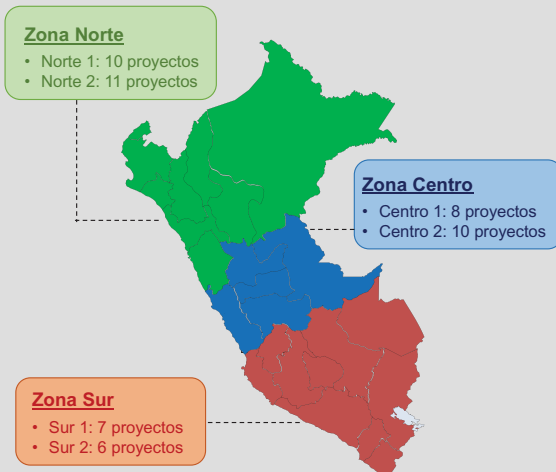 Zona Norte
• Norte 1: 10 proyectos
• Norte 2: 11 proyectos
Zona Centro
• Centro 1: 8 proyectos
• Centro 2: 10 proyectos
Zona Sur
• Sur 1: 7 proyectos
• Sur 2: 6 proyectos